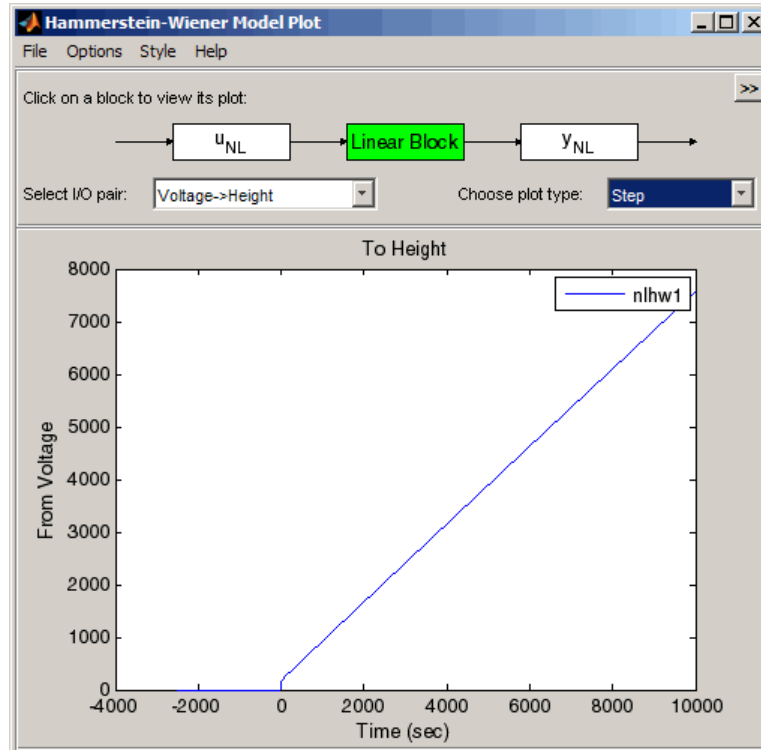 Hammerstein-Wiener Model Plot
File Options Style Help
Click on a block to view its plot:
>>
u_NL Linear Block y_NL
Select I/O pair: Voltage->Height Choose plot type: Step
To Height
nlhw1
8000
7000
6000
5000
4000
3000
2000
1000
0
From Voltage
-4000 -2000 0 2000 4000 6000 8000 10000
Time (sec)